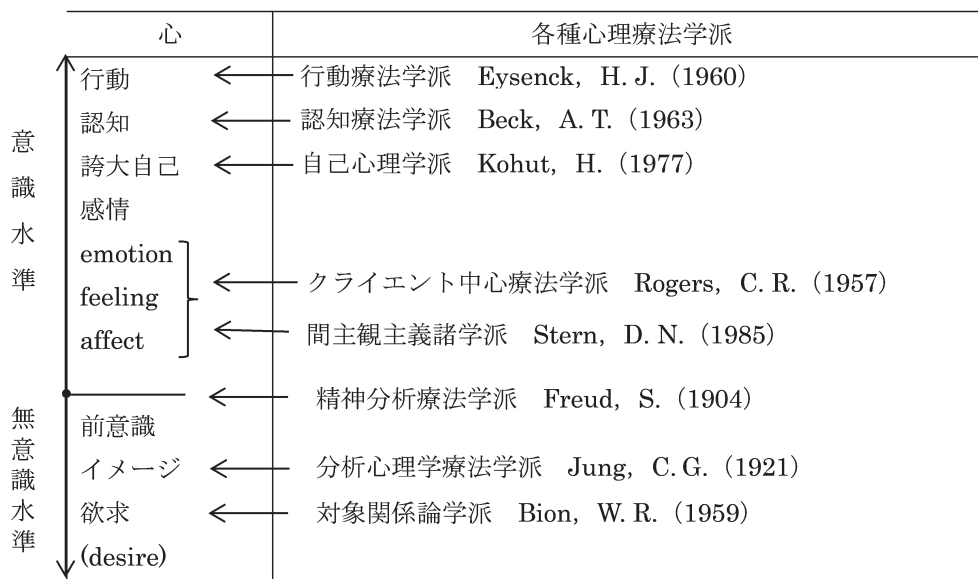 心 各種心理療法学派
行動 行動療法学派 Eysenck, H. J.（1960）
認知 認知療法学派 Beck, A. T.（1963）
誇大自己 自己心理学派 Kohut, H.（1977）
感情
emotion
feeling クライエント中心療法学派 Rogers, C. R.（1957）
affect 間主観主義諸学派 Stern, D. N.（1985）
精神分析療法学派 Freud, S.（1904）
前意識
イメージ 分析心理学療法学派 Jung, C. G.（1921）
欲求 対象関係論学派 Bion, W. R.（1959）
(desire)
意識水準
無意識水準